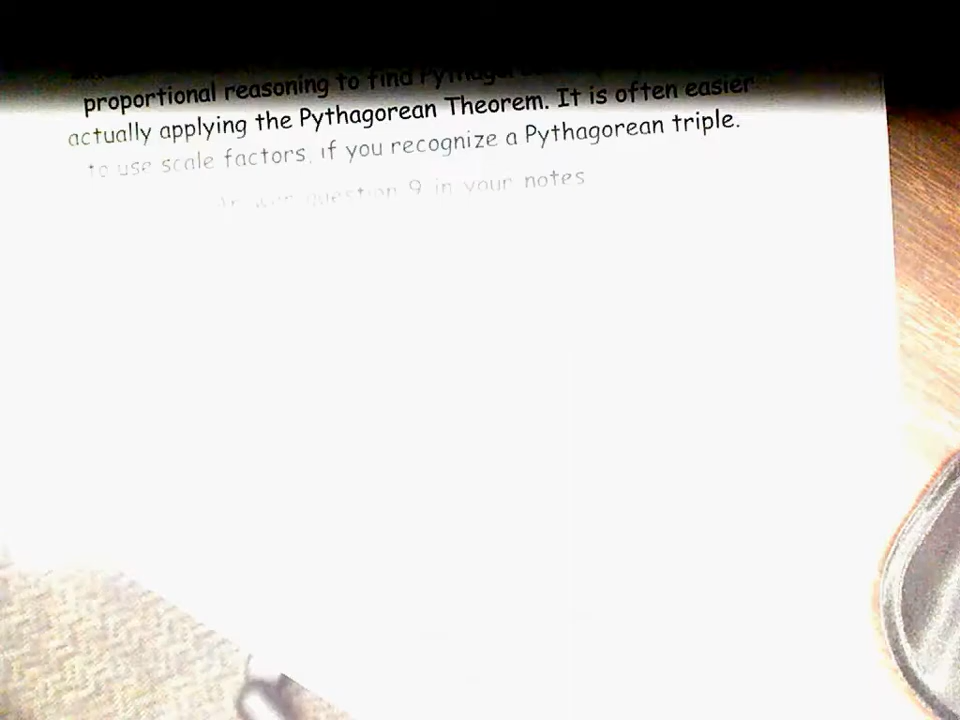 proportional reasoning to find
actually applying the Pythagorean Theorem. It is often easier
to use scale factors, if you recognize a Pythagorean triple.
question 9 in your notes